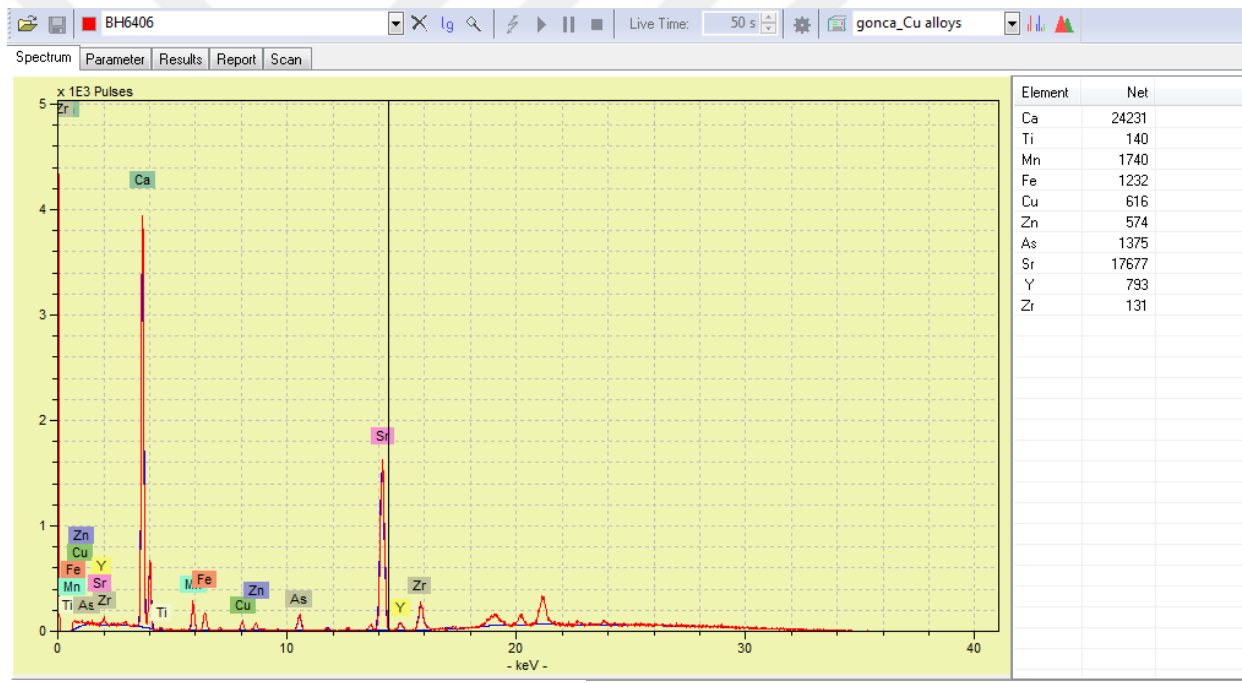 BH6406 lg Live Time: 50 s gonca_Cu alloys
Spectrum Parameter Results Report Scan
x 1E3 Pulses
5
Zr
Ca
4
3
2
Sr
1
Zn
Cu
Fe Y
Mn Sr
Ti As Zr
Ti
Fe
Cu
Zn
As
Y
Zr
0
0 10 20 30 40
- keV -
Element Net
Ca 24231
Ti 140
Mn 1740
Fe 1232
Cu 616
Zn 574
As 1375
Sr 17677
Y 793
Zr 131